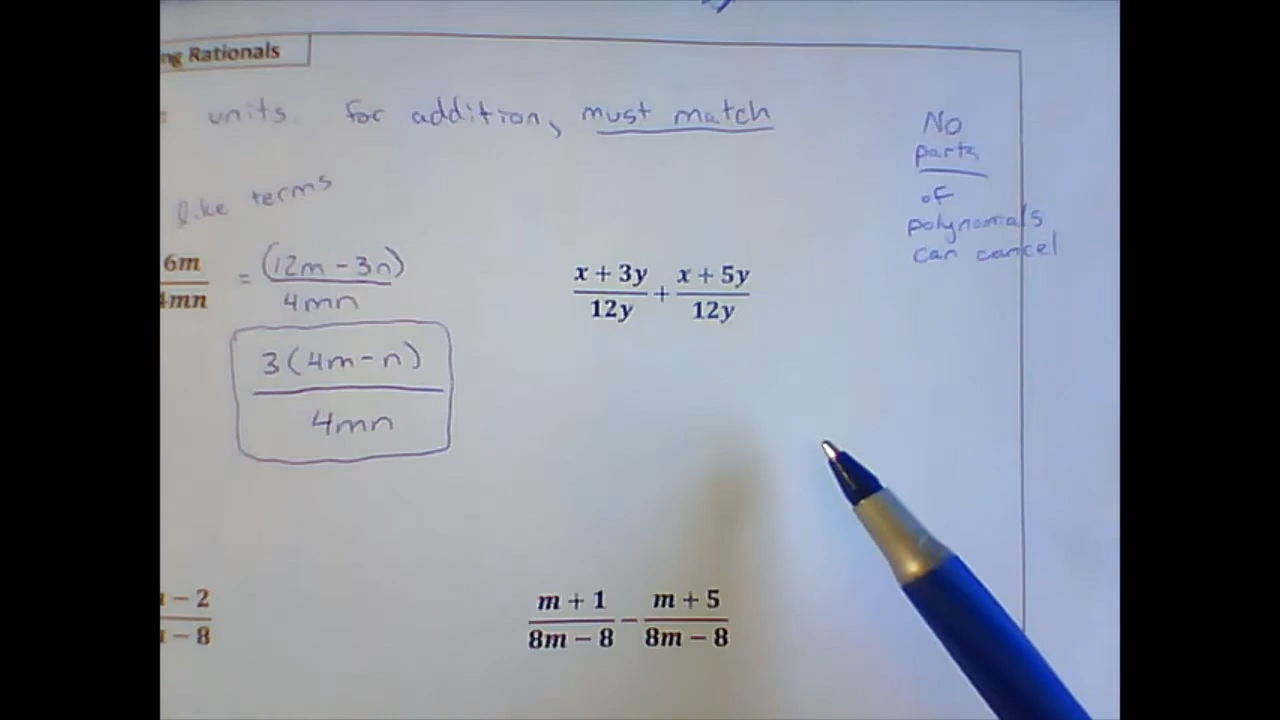 ng Rationals
units. for addition, must match
No
parts
of
polynomials
can cancel
like terms
6m/4mn = (12m - 3n)/4mn
3(4m - n)/4mn
(x + 3y)/12y + (x + 5y)/12y
- 2
- 8
(m + 1)/(8m - 8) - (m + 5)/(8m - 8)